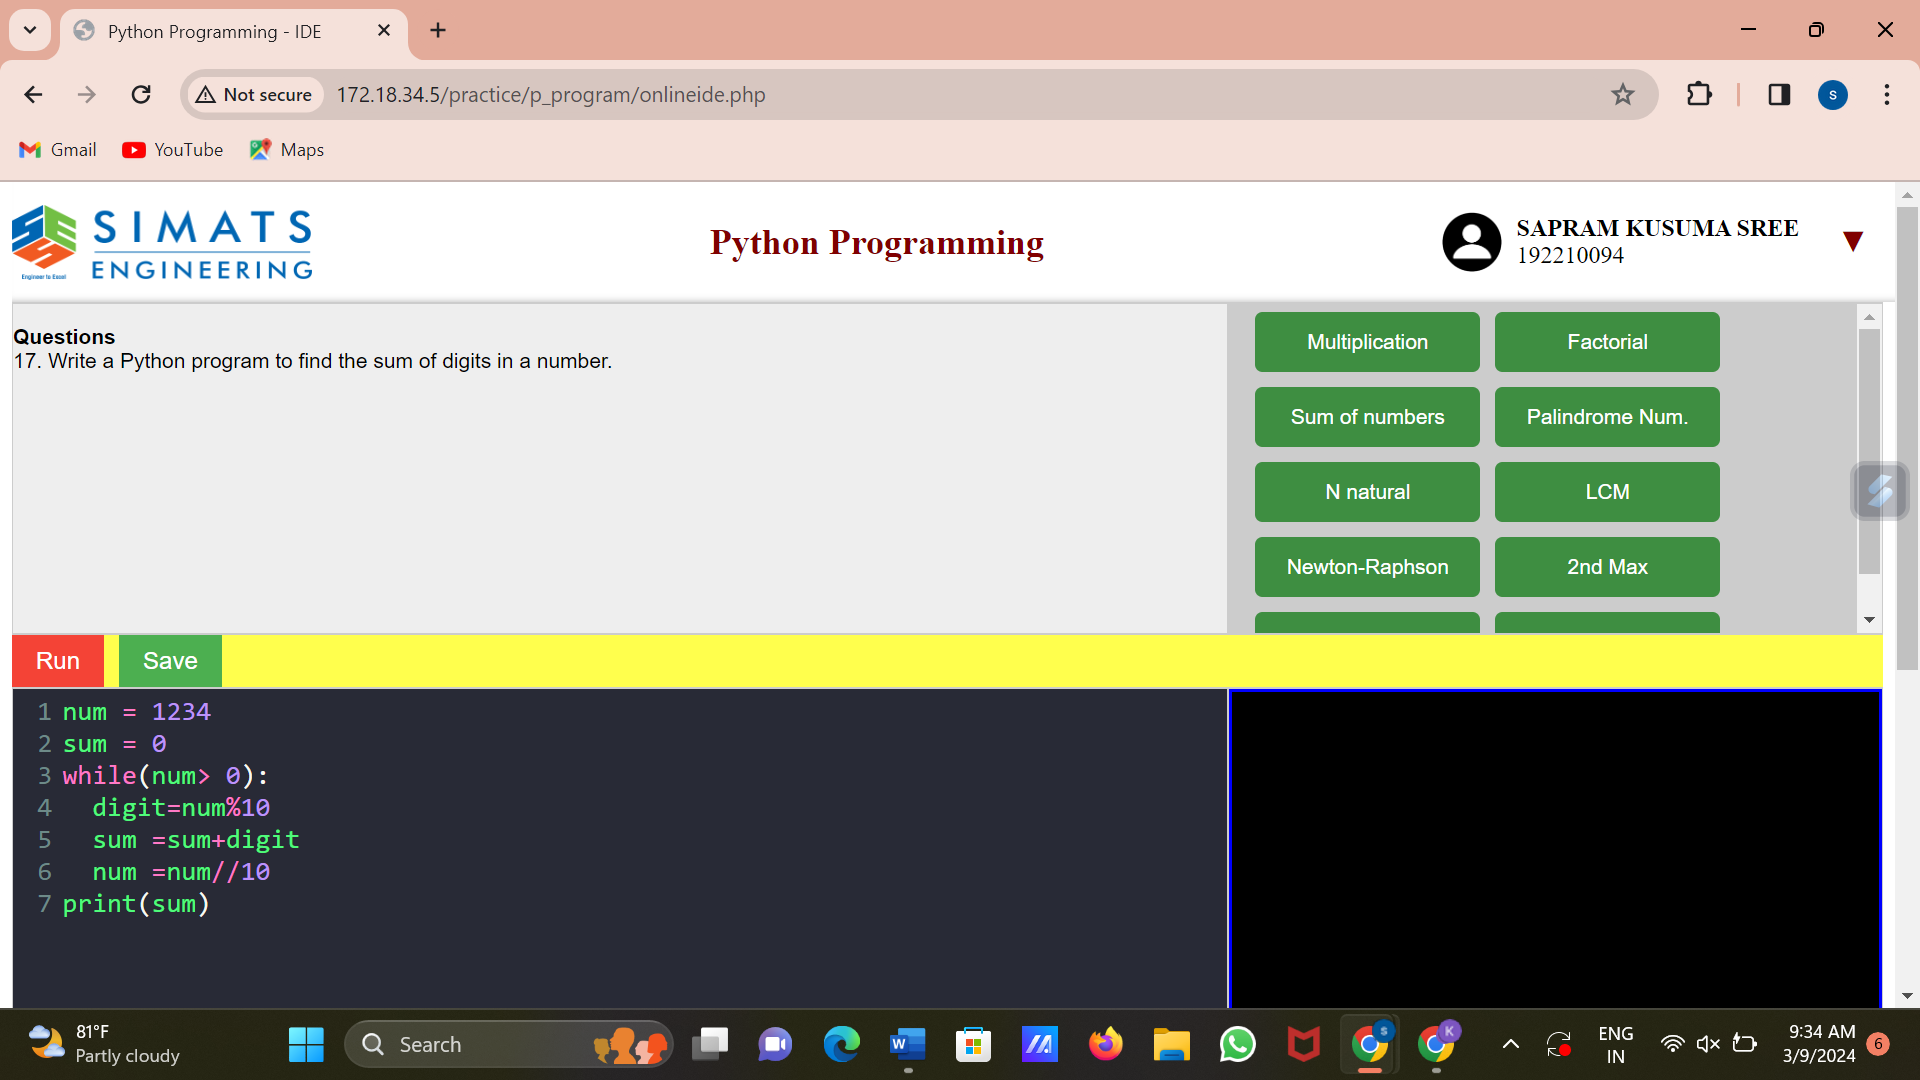 Python Programming - IDE
Not secure
172.18.34.5/practice/p_program/onlineide.php
S
Gmail
YouTube
Maps
SIMATS
ENGINEERING
Engineer to Excel
Python Programming
SAPRAM KUSUMA SREE
192210094
Questions
17. Write a Python program to find the sum of digits in a number.
Multiplication
Factorial
Sum of numbers
Palindrome Num.
N natural
LCM
Newton-Raphson
2nd Max
Run
Save
1 num = 1234
2 sum = 0
3 while(num> 0):
4   digit=num%10
5   sum =sum+digit
6   num =num//10
7 print(sum)
81°F
Partly cloudy
Search
W
S
K
ENG
IN
9:34 AM
3/9/2024
6